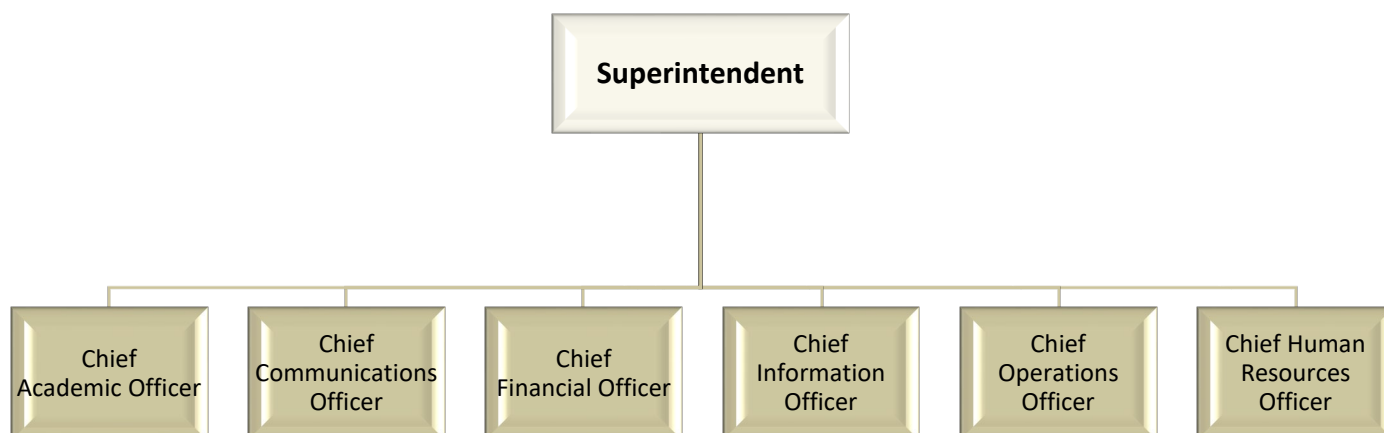 Superintendent
Chief
Academic Officer
Chief
Communications
Officer
Chief
Financial Officer
Chief
Information
Officer
Chief
Operations
Officer
Chief Human
Resources
Officer